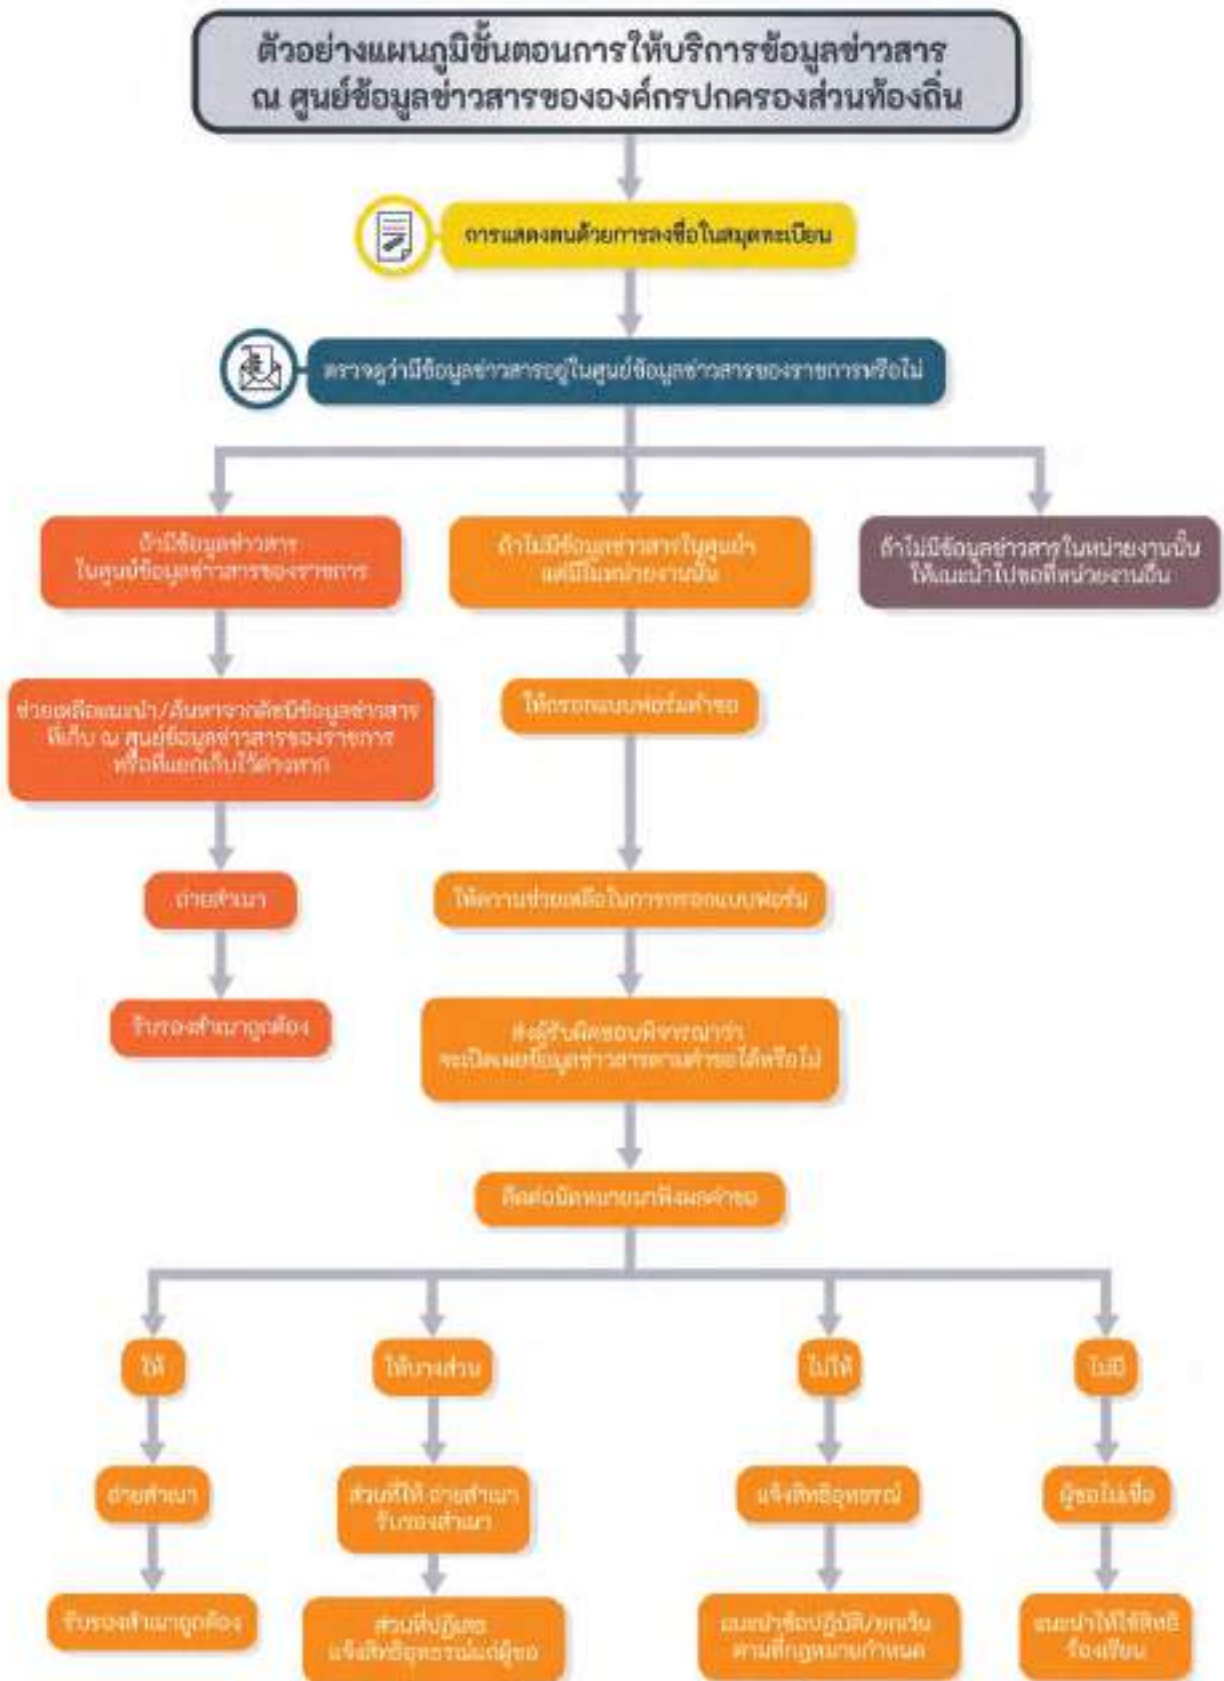 ตัวอย่างแผนภูมิขั้นตอนการให้บริการข้อมูลข่าวสาร
ณ ศูนย์ข้อมูลข่าวสารขององค์กรปกครองส่วนท้องถิ่น
การแสดงตนด้วยการลงชื่อในสมุดทะเบียน
ตรวจดูว่ามีข้อมูลข่าวสารอยู่ในศูนย์ข้อมูลข่าวสารของราชการหรือไม่
ถ้ามีข้อมูลข่าวสาร
ในศูนย์ข้อมูลข่าวสารของราชการ
ถ้าไม่มีข้อมูลข่าวสารในศูนย์ฯ
แต่มีในหน่วยงานนั้น
ถ้าไม่มีข้อมูลข่าวสารในหน่วยงานนั้น
ให้แนะนำไปขอที่หน่วยงานอื่น
ช่วยเหลือแนะนำ/ค้นหาจากดัชนีข้อมูลข่าวสาร
ที่เก็บ ณ ศูนย์ข้อมูลข่าวสารของราชการ
หรือที่แยกเก็บไว้ต่างหาก
ให้กรอกแบบฟอร์มคำขอ
ถ่ายสำเนา
ให้ความช่วยเหลือในการกรอกแบบฟอร์ม
รับรองสำเนาถูกต้อง
ส่งผู้รับผิดชอบพิจารณาว่า
จะเปิดเผยข้อมูลข่าวสารตามคำขอได้หรือไม่
ติดต่อนัดหมายมาฟังผลคำขอ
ให้
ให้บางส่วน
ไม่ให้
ไม่มี
ถ่ายสำเนา
ส่วนที่ให้ ถ่ายสำเนา
รับรองสำเนา
แจ้งสิทธิอุทธรณ์
ผู้ขอไม่เชื่อ
รับรองสำเนาถูกต้อง
ส่วนที่ปฏิเสธ
แจ้งสิทธิอุทธรณ์แก่ผู้ขอ
แนะนำข้อปฏิบัติ/ยกเว้น
ตามที่กฎหมายกำหนด
แนะนำให้ใช้สิทธิ
ร้องเรียน